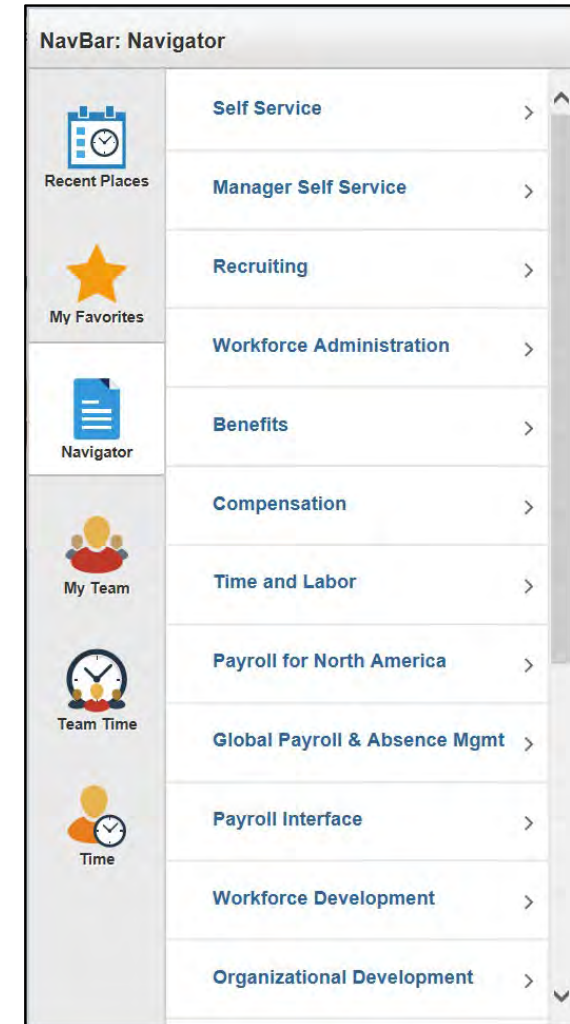 NavBar: Navigator
Recent Places
My Favorites
Navigator
My Team
Team Time
Time
Self Service
Manager Self Service
Recruiting
Workforce Administration
Benefits
Compensation
Time and Labor
Payroll for North America
Global Payroll & Absence Mgmt
Payroll Interface
Workforce Development
Organizational Development